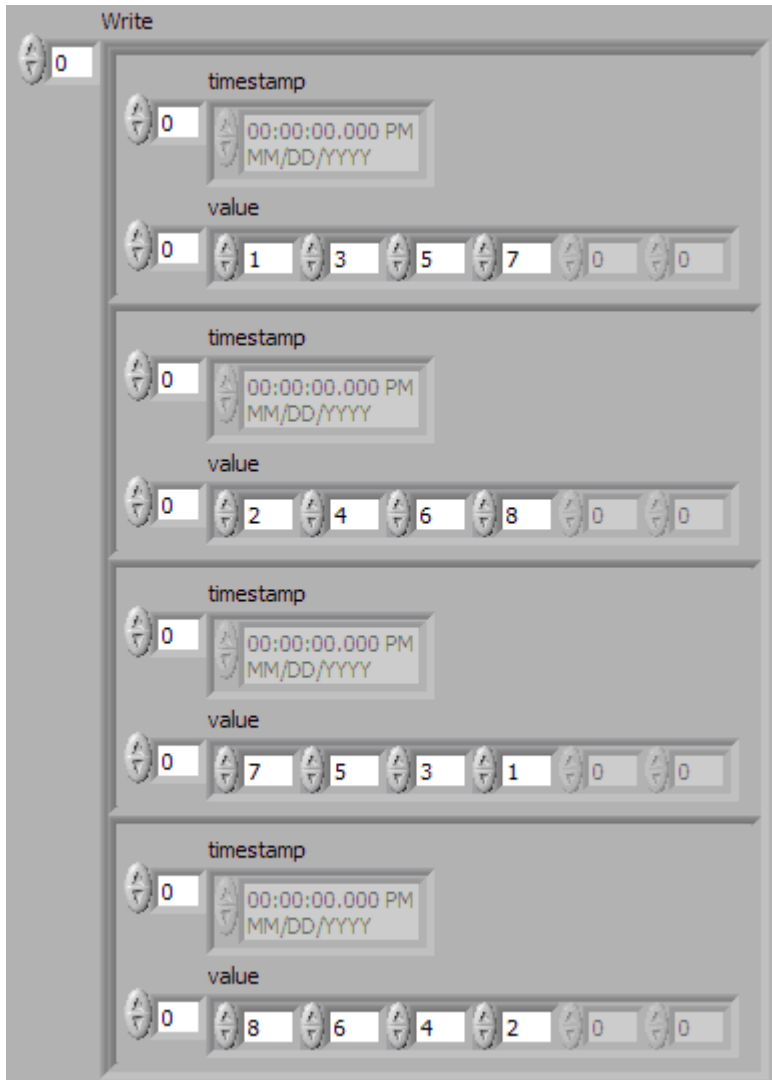 Write
0
timestamp
0 00:00:00.000 PM
MM/DD/YYYY
value
0 1 3 5 7 0 0
timestamp
0 00:00:00.000 PM
MM/DD/YYYY
value
0 2 4 6 8 0 0
timestamp
0 00:00:00.000 PM
MM/DD/YYYY
value
0 7 5 3 1 0 0
timestamp
0 00:00:00.000 PM
MM/DD/YYYY
value
0 8 6 4 2 0 0